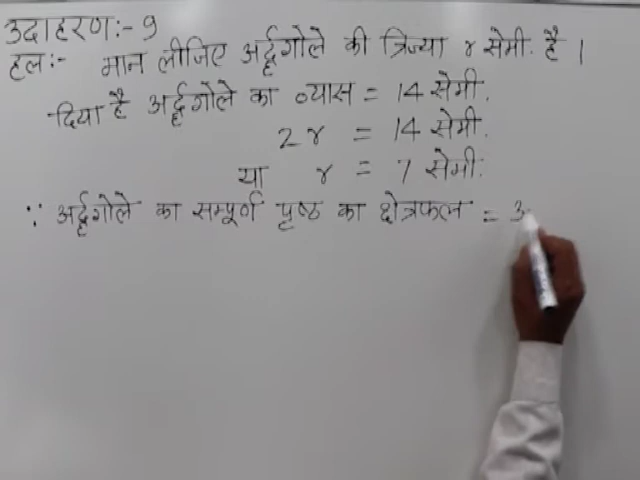 उदाहरण:- 9
हल:- मान लीजिए अर्द्धगोले की त्रिज्या r सेमी. है ।
दिया है अर्द्धगोले का व्यास = 14 सेमी.
2r = 14 सेमी.
या r = 7 सेमी.
∵ अर्द्धगोले का सम्पूर्ण पृष्ठ का क्षेत्रफल = 3